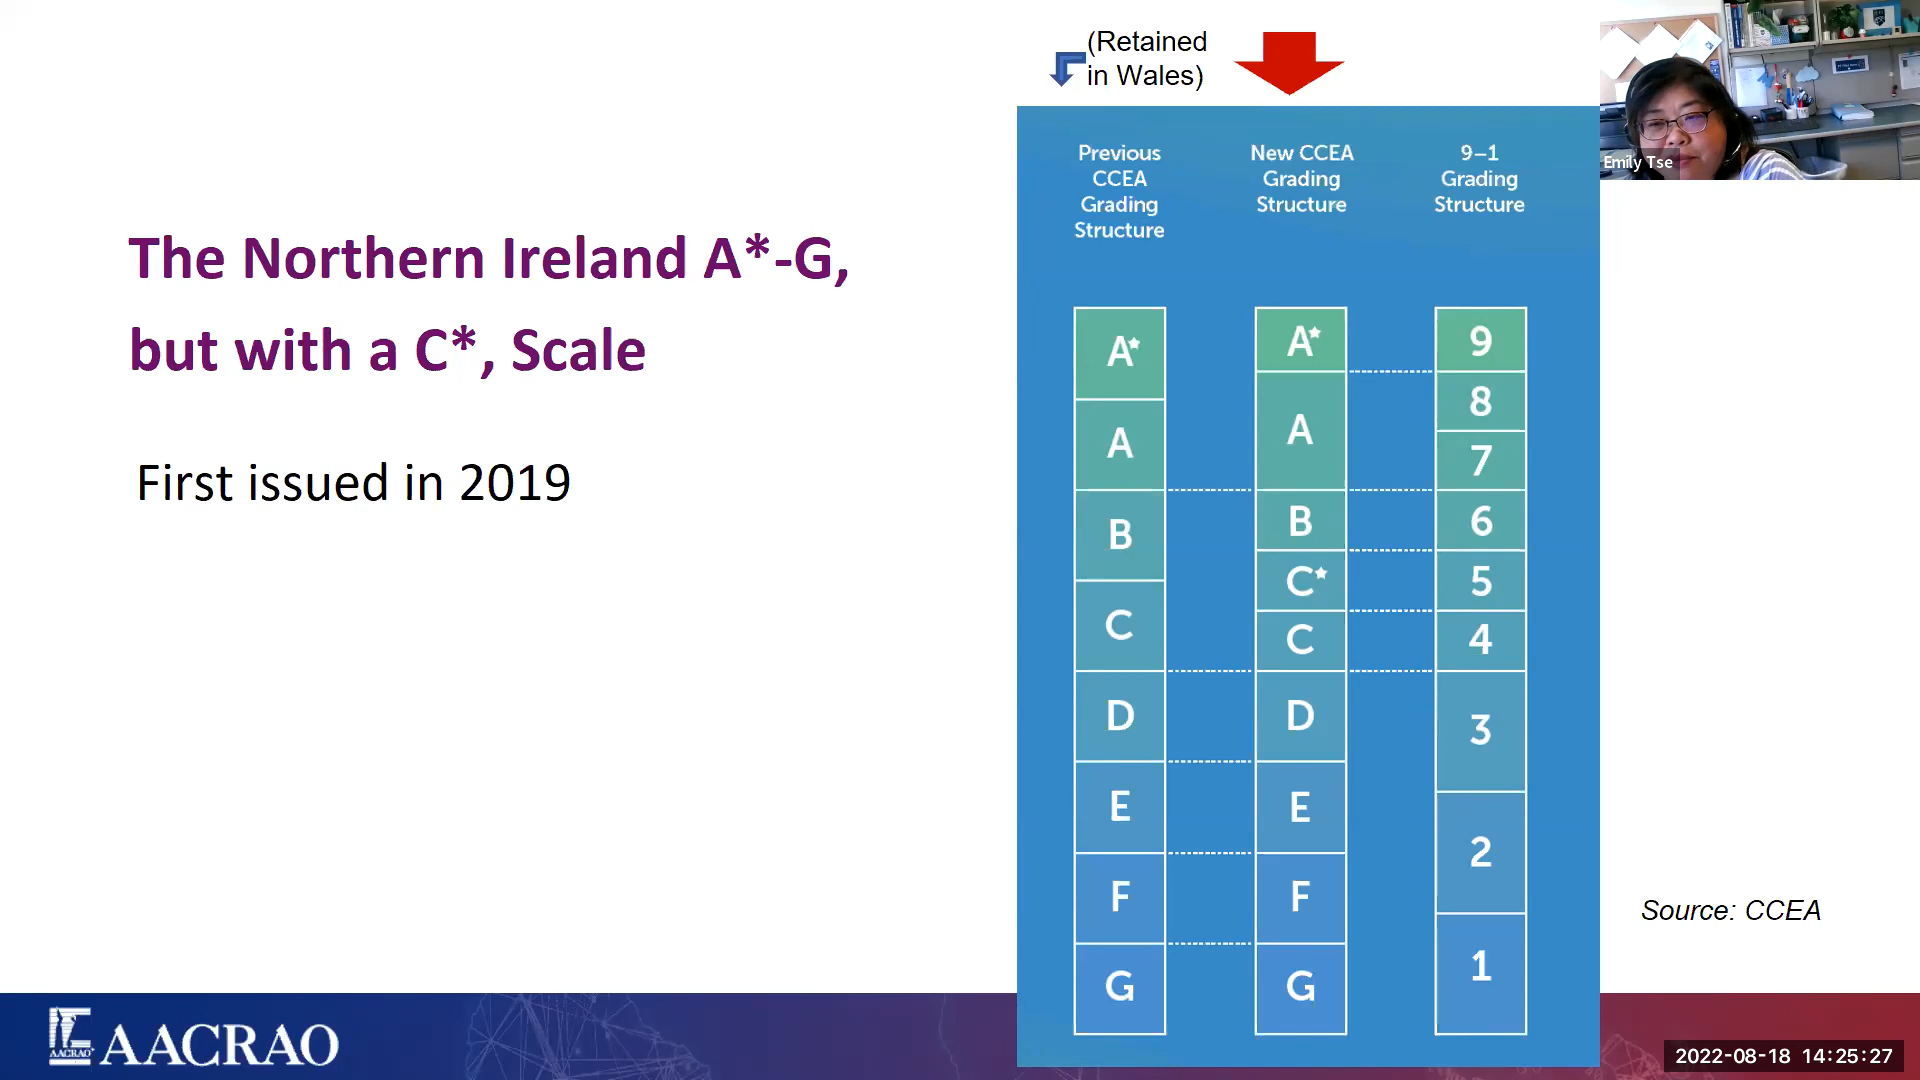 (Retained
in Wales)
Emily Tse
The Northern Ireland A*-G,
but with a C*, Scale
First issued in 2019
Previous
CCEA
Grading
Structure
New CCEA
Grading
Structure
9–1
Grading
Structure
A*
A
B
C
D
E
F
G
A*
A
B
C*
C
D
E
F
G
9
8
7
6
5
4
3
2
1
Source: CCEA
AACRAO
AACRAO
2022-08-18 14:25:27